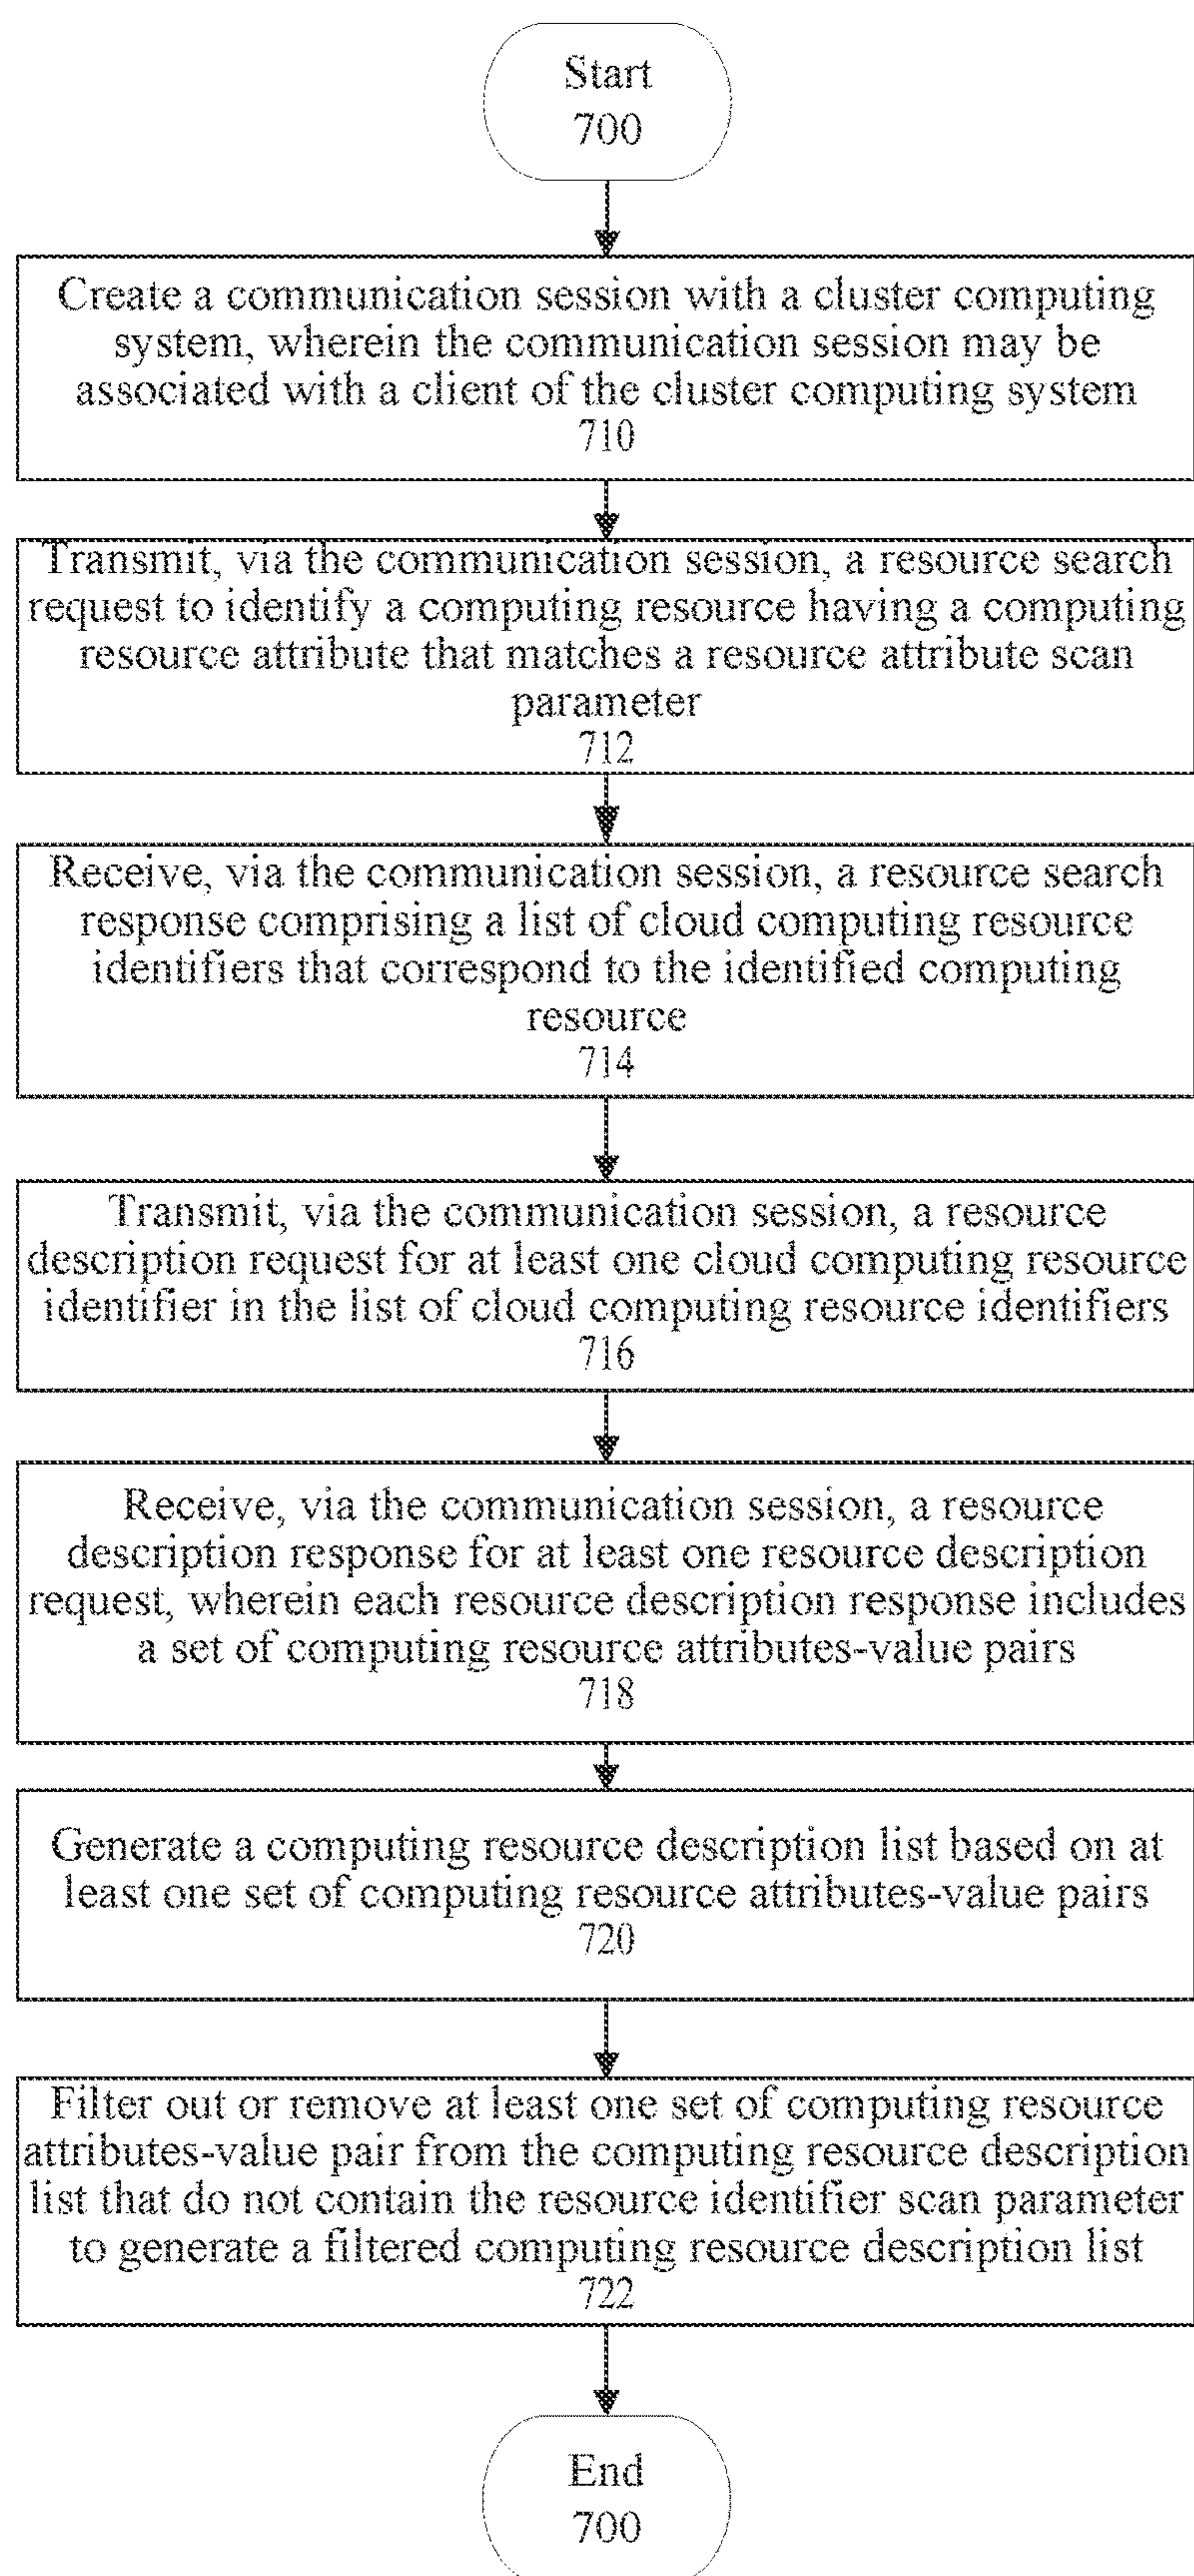 Start
700
Create a communication session with a cluster computing
system, wherein the communication session may be
associated with a client of the cluster computing system
710
Transmit, via the communication session, a resource search
request to identify a computing resource having a computing
resource attribute that matches a resource attribute scan
parameter
712
Receive, via the communication session, a resource search
response comprising a list of cloud computing resource
identifiers that correspond to the identified computing
resource
714
Transmit, via the communication session, a resource
description request for at least one cloud computing resource
identifier in the list of cloud computing resource identifiers
716
Receive, via the communication session, a resource
description response for at least one resource description
request, wherein each resource description response includes
a set of computing resource attributes-value pairs
718
Generate a computing resource description list based on at
least one set of computing resource attributes-value pairs
720
Filter out or remove at least one set of computing resource
attributes-value pair from the computing resource description
list that do not contain the resource identifier scan parameter
to generate a filtered computing resource description list
722
End
700